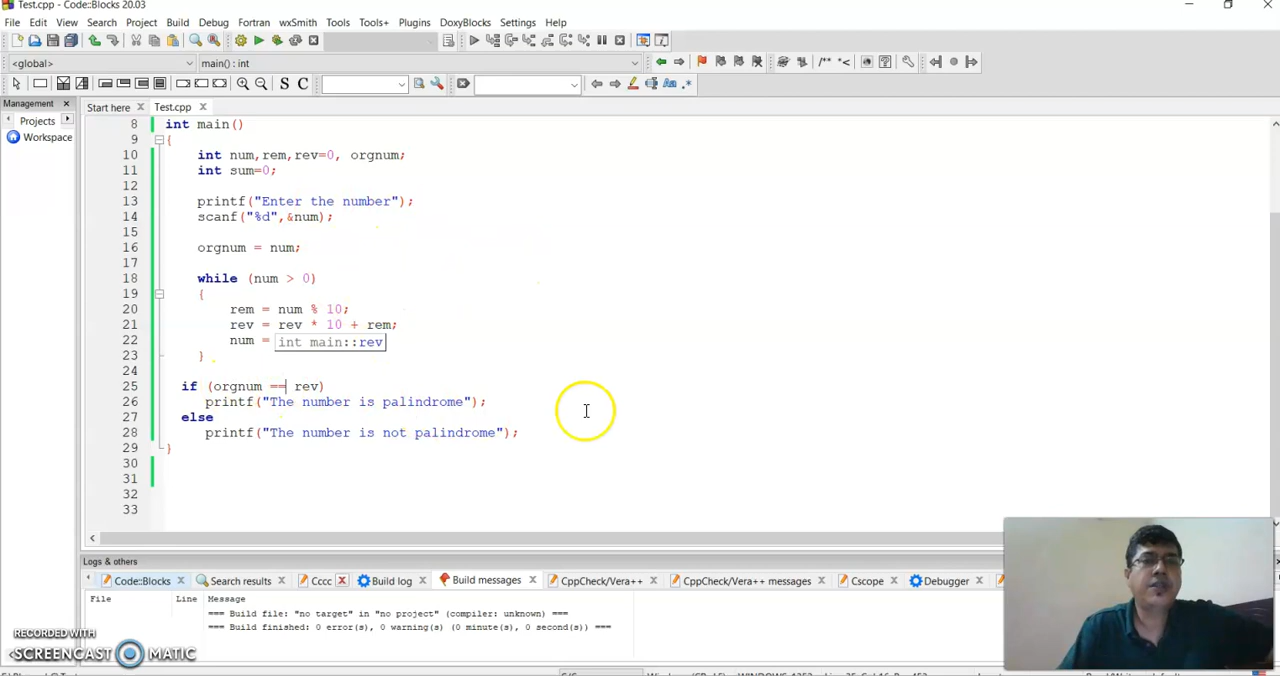 Test.cpp - Code::Blocks 20.03
File Edit View Search Project Build Debug Fortran wxSmith Tools Tools+ Plugins DoxyBlocks Settings Help
<global> main() : int
/** *<
S C Aa .*
Management
Projects
Workspace
Start here Test.cpp
8 int main()
9 {
10 int num,rem,rev=0, orgnum;
11 int sum=0;
12
13 printf("Enter the number");
14 scanf("%d",&num);
15
16 orgnum = num;
17
18 while (num > 0)
19 {
20 rem = num % 10;
21 rev = rev * 10 + rem;
22 num = int main::rev
23 }
24
25 if (orgnum == rev)
26 printf("The number is palindrome");
27 else
28 printf("The number is not palindrome");
29 }
30
31
32
33
Logs & others
Code::Blocks Search results Cccc Build log Build messages CppCheck/Vera++ CppCheck/Vera++ messages Cscope Debugger
File Line Message
=== Build file: "no target" in "no project" (compiler: unknown) ===
=== Build finished: 0 error(s), 0 warning(s) (0 minute(s), 0 second(s)) ===
RECORDED WITH
SCREENCAST MATIC